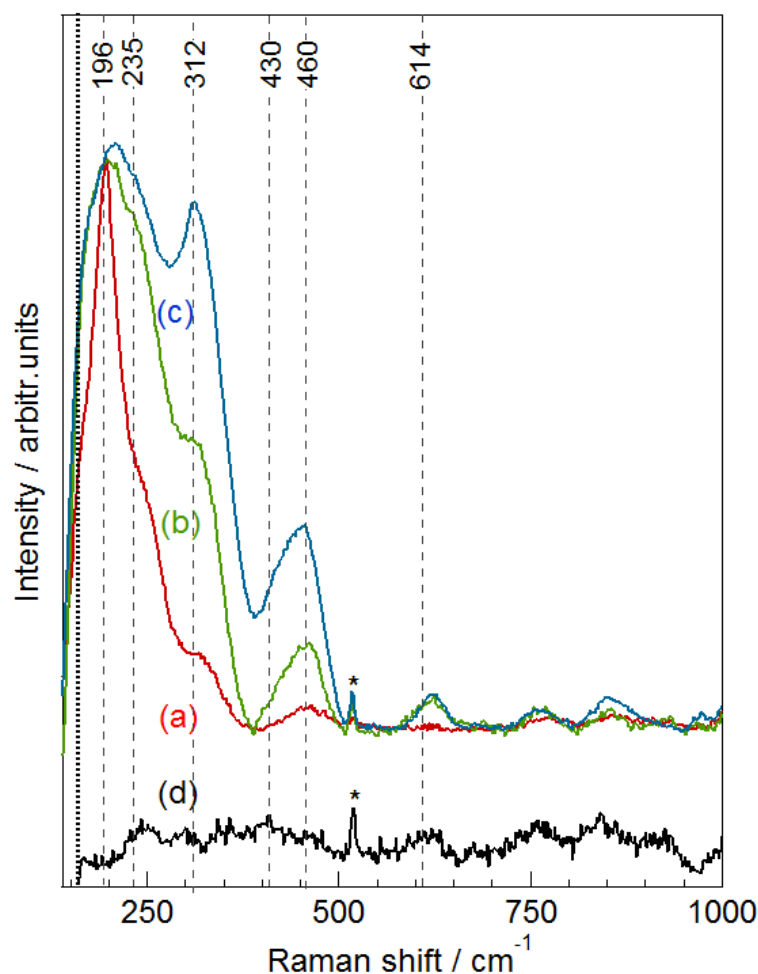 196 235 312 430 460 614
(c)
(b)
(a)
*
(d)
*
Intensity / arbitr.units
250 500 750 1000
Raman shift / cm⁻¹